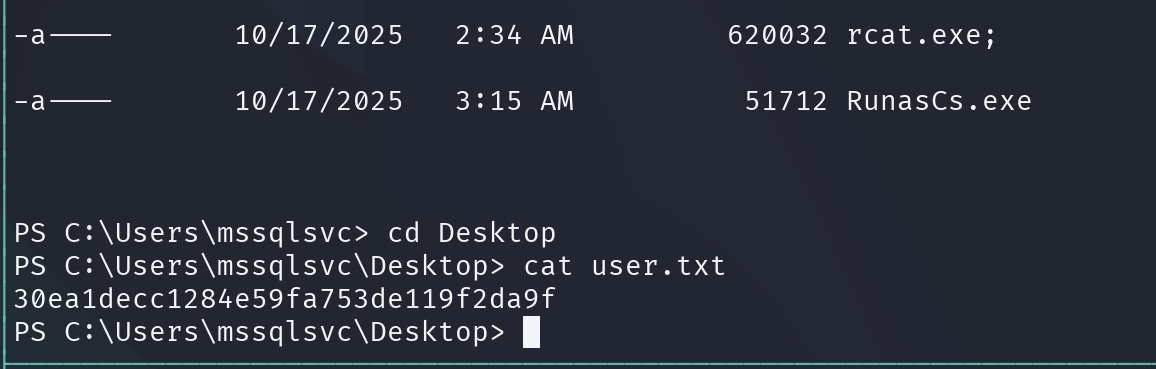 -a---- 10/17/2025 2:34 AM 620032 rcat.exe;
-a---- 10/17/2025 3:15 AM 51712 RunasCs.exe
PS C:\Users\mssqlsvc> cd Desktop
PS C:\Users\mssqlsvc\Desktop> cat user.txt
30ea1decc1284e59fa753de119f2da9f
PS C:\Users\mssqlsvc\Desktop>